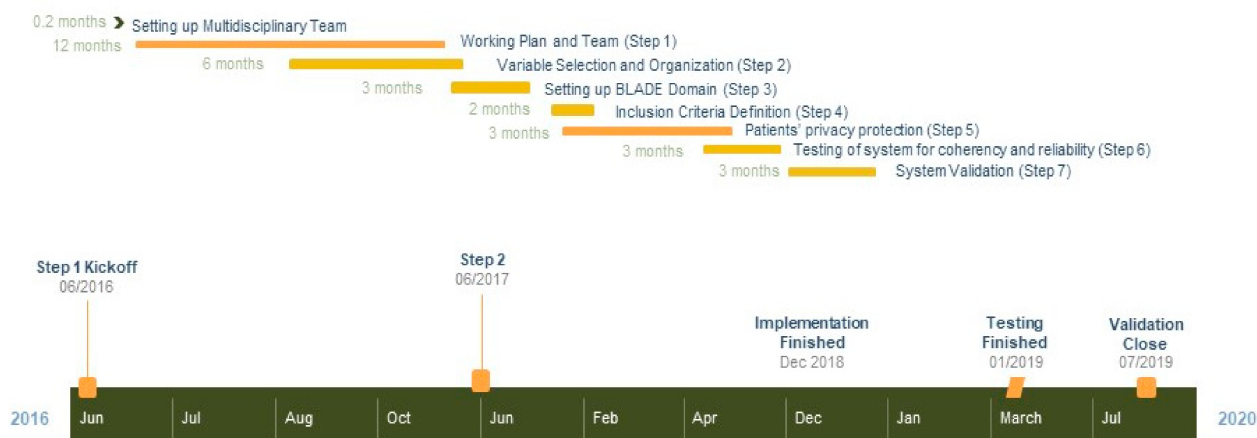 0.2 months Setting up Multidisciplinary Team
12 months Working Plan and Team (Step 1)
6 months Variable Selection and Organization (Step 2)
3 months Setting up BLADE Domain (Step 3)
2 months Inclusion Criteria Definition (Step 4)
3 months Patients' privacy protection (Step 5)
3 months Testing of system for coherency and reliability (Step 6)
3 months System Validation (Step 7)
Step 1 Kickoff
06/2016
Step 2
06/2017
Implementation
Finished
Dec 2018
Testing
Finished
01/2019
Validation
Close
07/2019
2016 Jun Jul Aug Oct Jun Feb Apr Dec Jan March Jul 2020